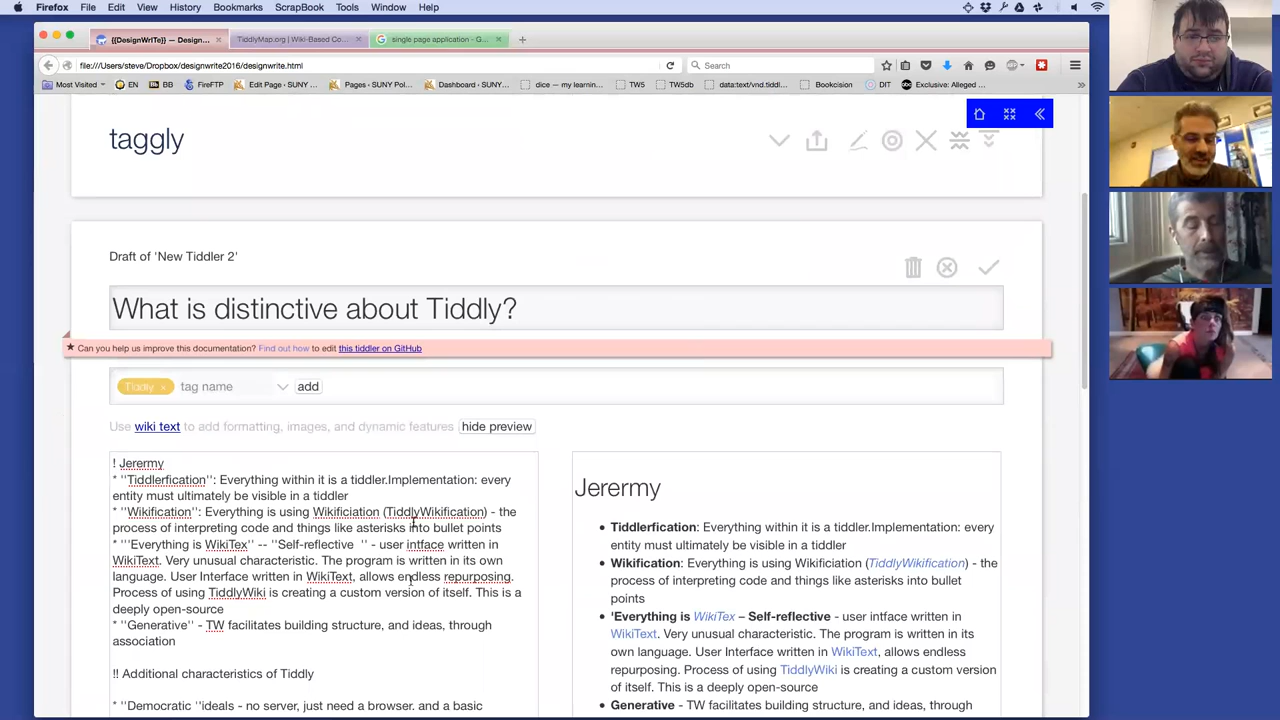 Firefox File Edit View History Bookmarks ScrapBook Tools Window Help
{{DesignWrITe}} — Design... × TiddlyMap.org | Wiki-Based Co... × single page application - G... × +
file:///Users/steve/Dropbox/designwrite2016/designwrite.html Search
Most Visited EN BB FireFTP Edit Page - SUNY ... Pages - SUNY Pol... Dashboard - SUNY... dice — my learnin... TW5 TW5db data:text/vnd.tiddl... Bookcision DIT Exclusive: Alleged ... »
taggly
Draft of 'New Tiddler 2'
What is distinctive about Tiddly?
★ Can you help us improve this documentation? Find out how to edit this tiddler on GitHub
Tiddly × tag name add
Use wiki text to add formatting, images, and dynamic features hide preview
! Jerermy
* ''Tiddlerfication'': Everything within it is a tiddler.Implementation: every
entity must ultimately be visible in a tiddler
* ''Wikification'': Everything is using Wikificiation (TiddlyWikification) - the
process of interpreting code and things like asterisks into bullet points
* '''Everything is WikiTex'' -- ''Self-reflective '' - user intface written in
WikiText. Very unusual characteristic. The program is written in its own
language. User Interface written in WikiText, allows endless repurposing.
Process of using TiddlyWiki is creating a custom version of itself. This is a
deeply open-source
* ''Generative'' - TW facilitates building structure, and ideas, through
association
!! Additional characteristics of Tiddly
* ''Democratic ''ideals - no server, just need a browser. and a basic
Jerermy
• Tiddlerfication: Everything within it is a tiddler.Implementation: every
entity must ultimately be visible in a tiddler
• Wikification: Everything is using Wikificiation (TiddlyWikification) - the
process of interpreting code and things like asterisks into bullet
points
• 'Everything is WikiTex – Self-reflective - user intface written in
WikiText. Very unusual characteristic. The program is written in its
own language. User Interface written in WikiText, allows endless
repurposing. Process of using TiddlyWiki is creating a custom version
of itself. This is a deeply open-source
• Generative - TW facilitates building structure, and ideas, through